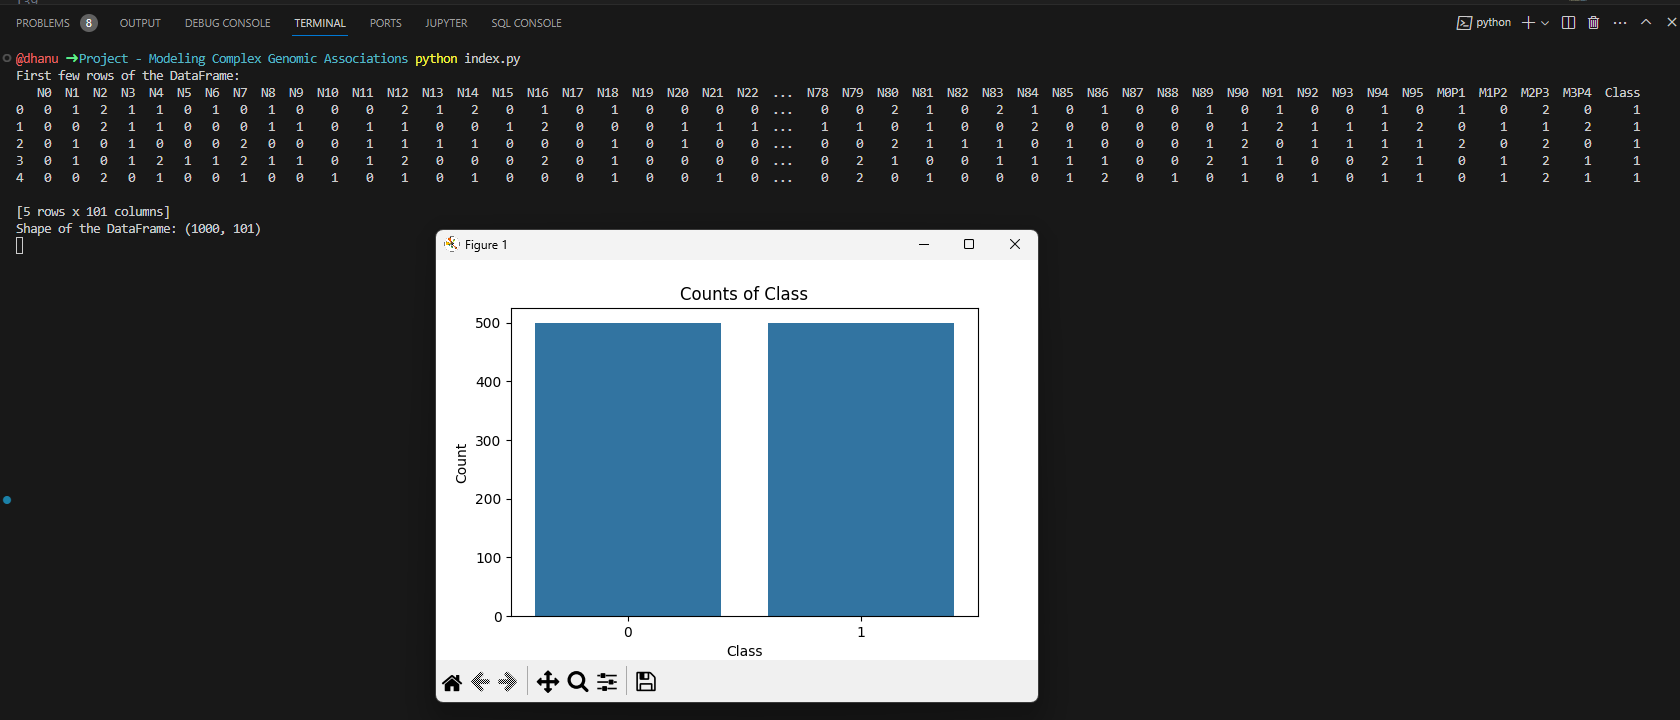 PROBLEMS 8 OUTPUT DEBUG CONSOLE TERMINAL PORTS JUPYTER SQL CONSOLE python
@dhanu ➜Project - Modeling Complex Genomic Associations python index.py
First few rows of the DataFrame:
N0 N1 N2 N3 N4 N5 N6 N7 N8 N9 N10 N11 N12 N13 N14 N15 N16 N17 N18 N19 N20 N21 N22 ... N78 N79 N80 N81 N82 N83 N84 N85 N86 N87 N88 N89 N90 N91 N92 N93 N94 N95 M0P1 M1P2 M2P3 M3P4 Class
0 0 1 2 1 1 0 1 0 1 0 0 0 2 1 2 0 1 0 1 0 0 0 0 ... 0 0 2 1 0 2 1 0 1 0 0 1 0 1 0 0 1 0 1 0 2 0 1
1 0 0 2 1 1 0 0 0 1 1 0 1 1 0 0 1 2 0 0 0 1 1 1 ... 1 1 0 1 0 0 2 0 0 0 0 0 1 2 1 1 1 2 0 1 1 2 1
2 0 1 0 1 0 0 0 2 0 0 0 1 1 1 1 0 0 0 1 0 1 0 0 ... 0 0 2 1 1 1 0 1 0 0 0 1 2 0 1 1 1 1 2 0 2 0 1
3 0 1 0 1 2 1 1 2 1 1 0 1 2 0 0 0 2 0 1 0 0 0 0 ... 0 2 1 0 0 1 1 1 1 0 0 2 1 1 0 0 2 1 0 1 2 1 1
4 0 0 2 0 1 0 0 1 0 0 1 0 1 0 1 0 0 0 1 0 0 1 0 ... 0 2 0 1 0 0 0 1 2 0 1 0 1 0 1 0 1 1 0 1 2 1 1
[5 rows x 101 columns]
Shape of the DataFrame: (1000, 101)
Figure 1
Counts of Class
500
400
300
200
100
0
Count
0 1
Class